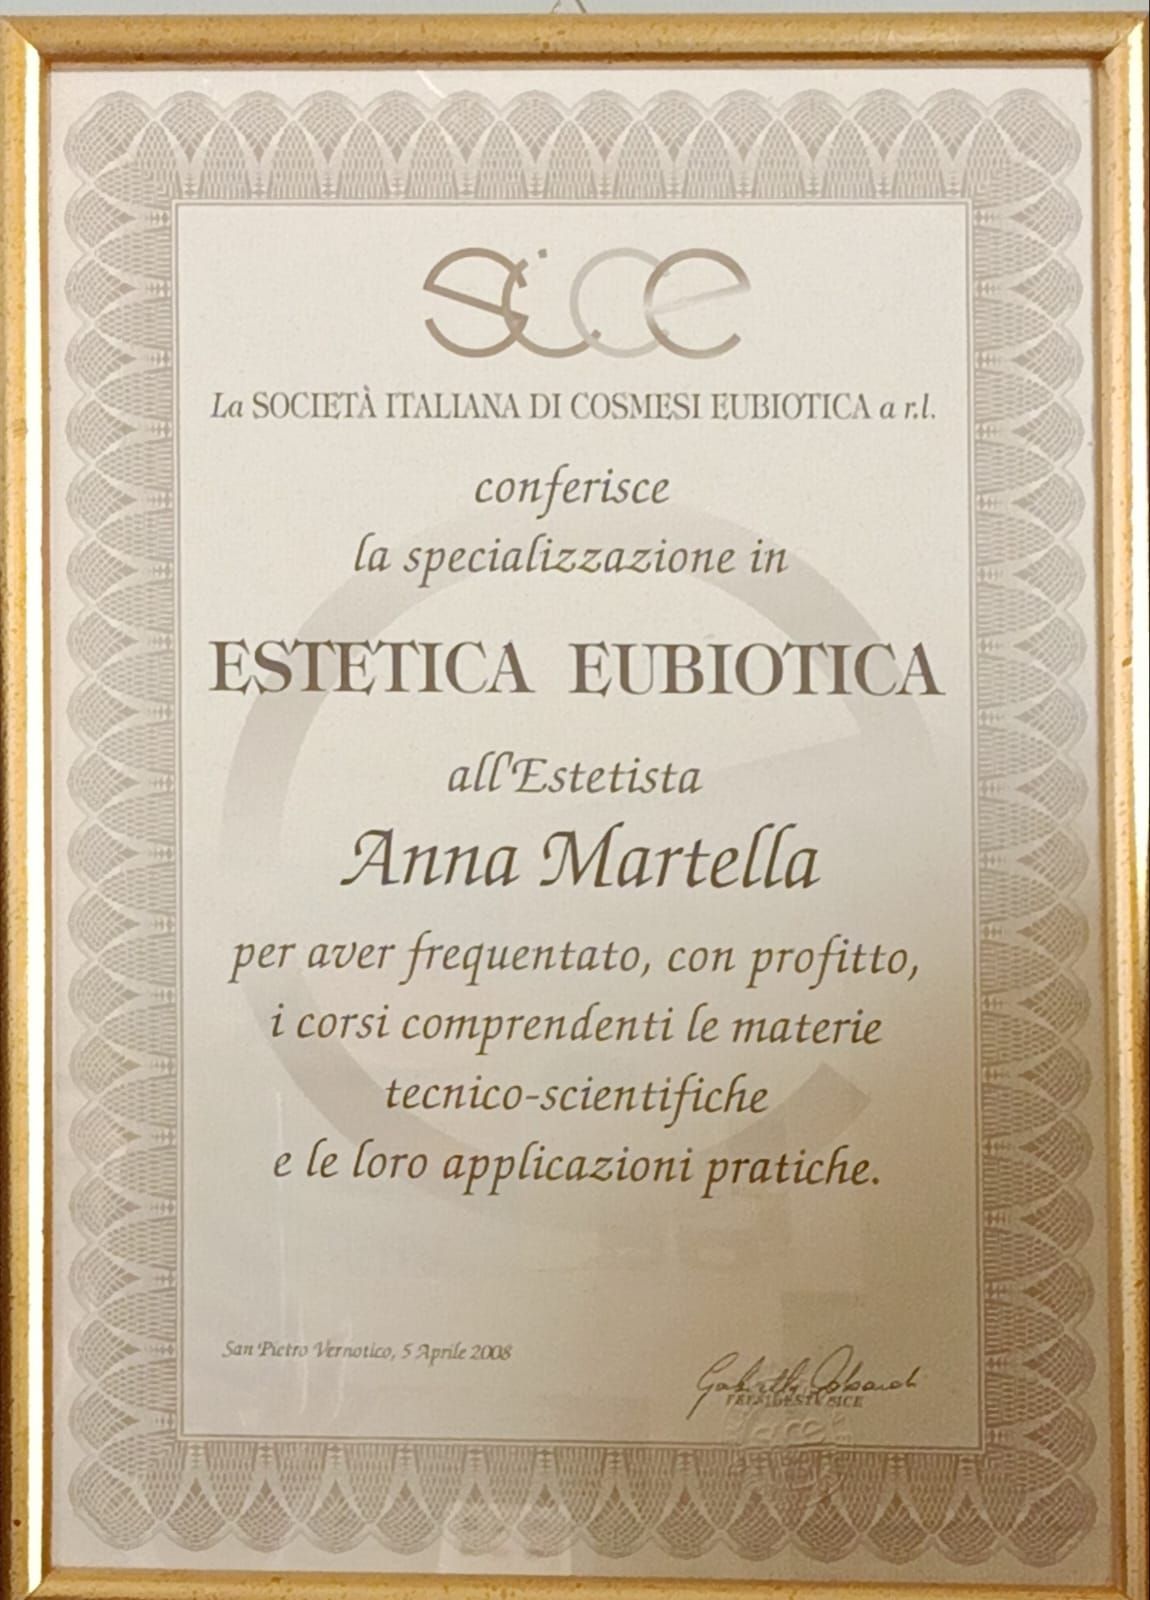 sice
La SOCIETÀ ITALIANA DI COSMESI EUBIOTICA a r.l.
conferisce
la specializzazione in
ESTETICA EUBIOTICA
all'Estetista
Anna Martella
per aver frequentato, con profitto,
i corsi comprendenti le materie
tecnico-scientifiche
e le loro applicazioni pratiche.
San Pietro Vernotico, 5 Aprile 2008
PRESIDENTE SICE